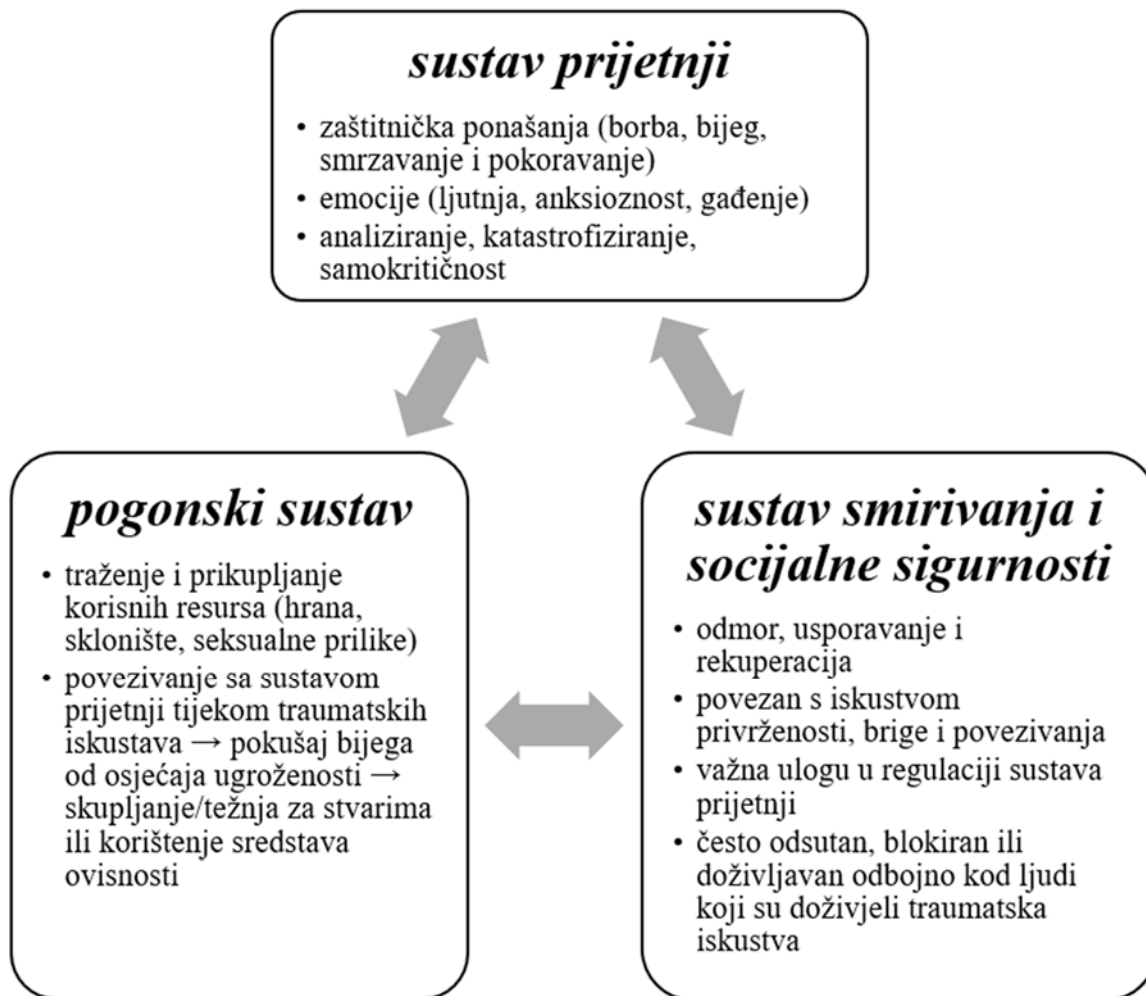 sustav prijetnji
• zaštitnička ponašanja (borba, bijeg,
smrzavanje i pokoravanje)
• emocije (ljutnja, anksioznost, gađenje)
• analiziranje, katastrofiziranje,
samokritičnost
pogonski sustav
• traženje i prikupljanje
korisnih resursa (hrana,
sklonište, seksualne prilike)
• povezivanje sa sustavom
prijetnji tijekom traumatskih
iskustava → pokušaj bijega
od osjećaja ugroženosti →
skupljanje/težnja za stvarima
ili korištenje sredstava
ovisnosti
sustav smirivanja i
socijalne sigurnosti
• odmor, usporavanje i
rekuperacija
• povezan s iskustvom
privrženosti, brige i povezivanja
• važna ulogu u regulaciji sustava
prijetnji
• često odsutan, blokiran ili
doživljavan odbojno kod ljudi
koji su doživjeli traumatska
iskustva